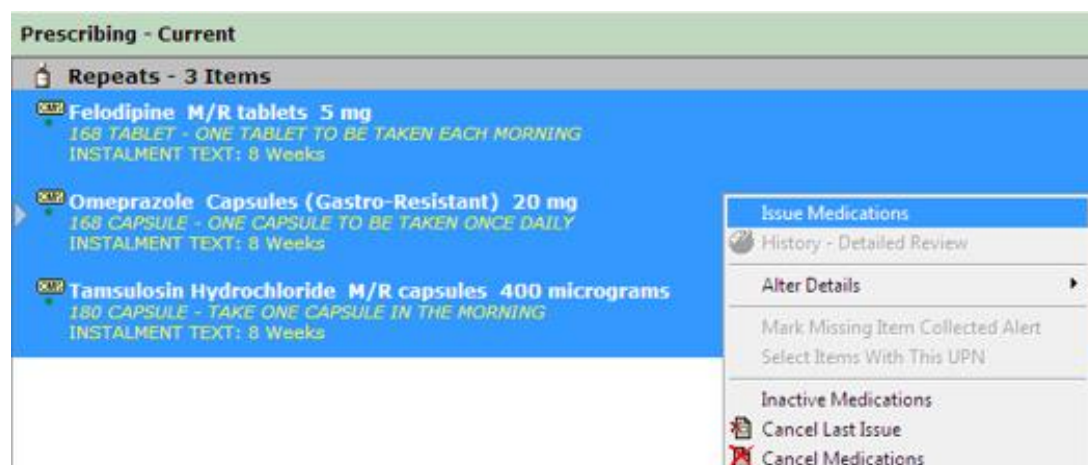 Prescribing - Current
Repeats - 3 Items
CMS Felodipine M/R tablets 5 mg
168 TABLET - ONE TABLET TO BE TAKEN EACH MORNING
INSTALMENT TEXT: 8 Weeks
CMS Omeprazole Capsules (Gastro-Resistant) 20 mg
168 CAPSULE - ONE CAPSULE TO BE TAKEN ONCE DAILY
INSTALMENT TEXT: 8 Weeks
CMS Tamsulosin Hydrochloride M/R capsules 400 micrograms
180 CAPSULE - TAKE ONE CAPSULE IN THE MORNING
INSTALMENT TEXT: 8 Weeks
Issue Medications
History - Detailed Review
Alter Details
Mark Missing Item Collected Alert
Select Items With This UPN
Inactive Medications
Cancel Last Issue
Cancel Medications